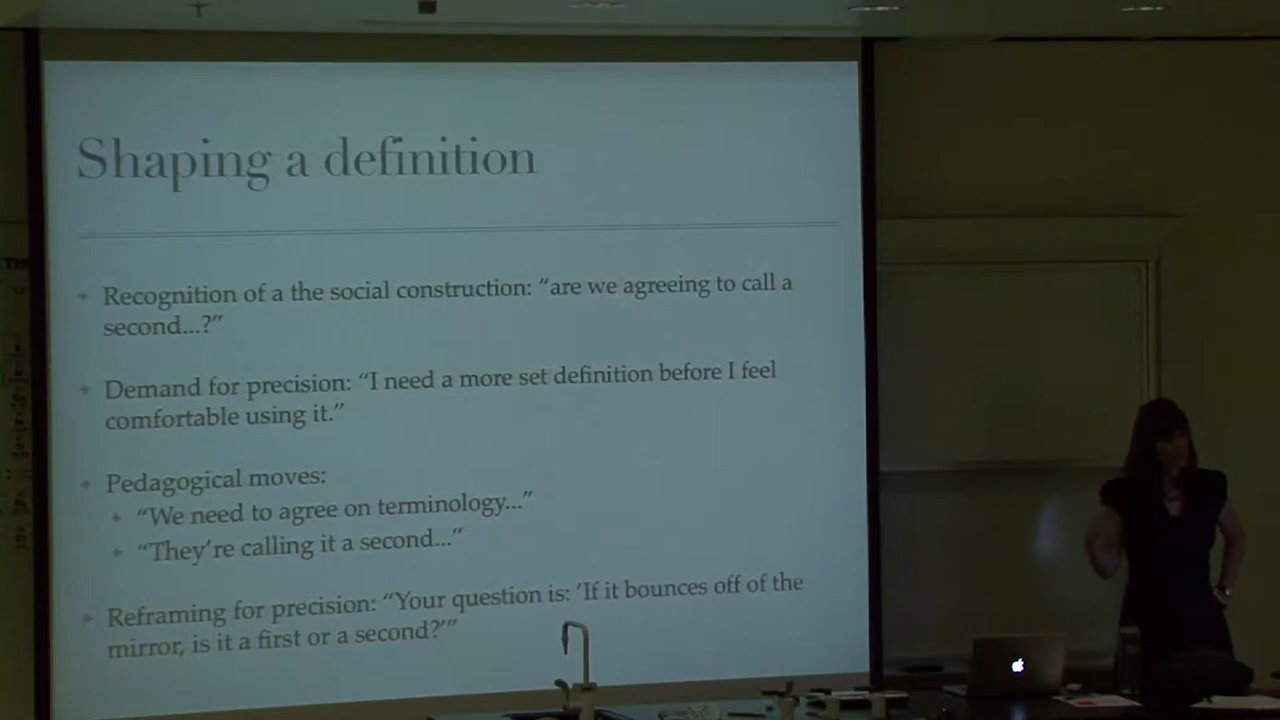 Shaping a definition
Recognition of a the social construction: “are we agreeing to call a
second...?”
Demand for precision: “I need a more set definition before I feel
comfortable using it.”
Pedagogical moves:
“We need to agree on terminology...”
“They’re calling it a second...”
Reframing for precision: “Your question is: ‘If it bounces off of the
mirror, is it a first or a second?’”